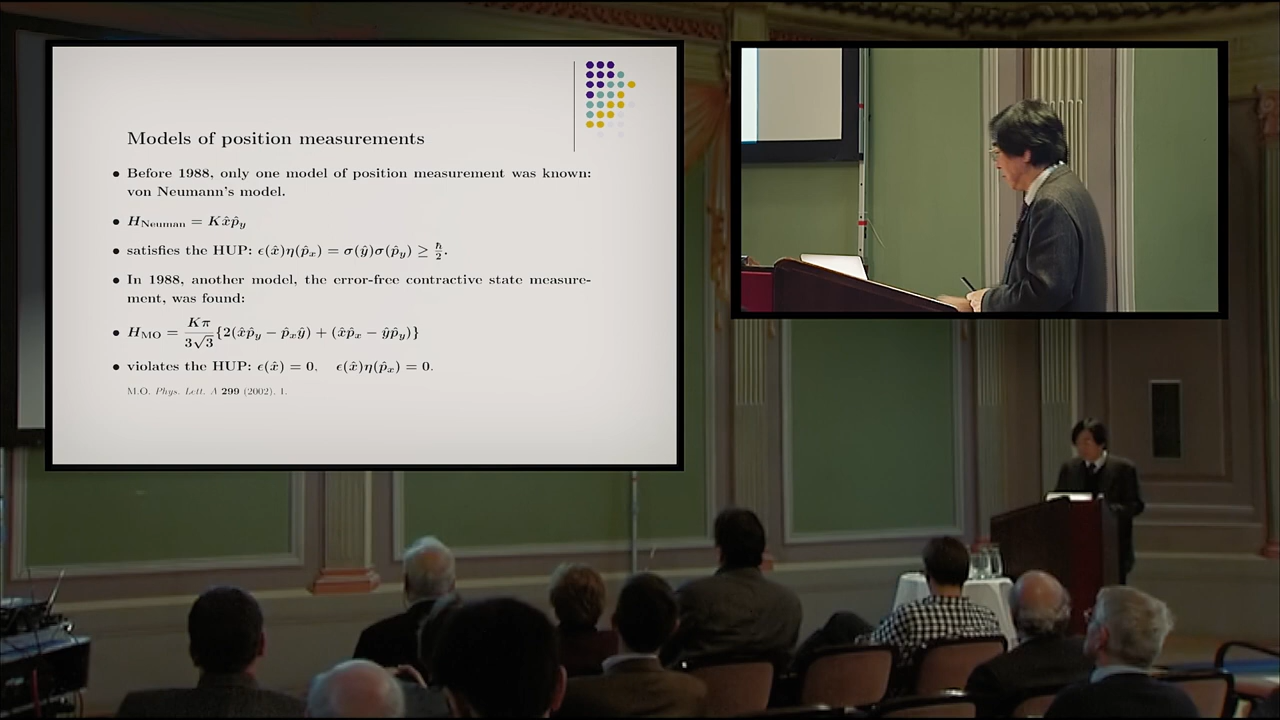 Models of position measurements
• Before 1988, only one model of position measurement was known:
von Neumann's model.
• H_Neuman = Kx̂p̂_y
• satisfies the HUP: ϵ(x̂)η(p̂_x) = σ(ŷ)σ(p̂_y) ≥ ℏ/2.
• In 1988, another model, the error-free contractive state measure-
ment, was found:
• H_MO = Kπ/3√3 {2(x̂p̂_y − p̂_xŷ) + (x̂p̂_x − ŷp̂_y)}
• violates the HUP: ϵ(x̂) = 0, ϵ(x̂)η(p̂_x) = 0.
M.O. Phys. Lett. A 299 (2002). 1.